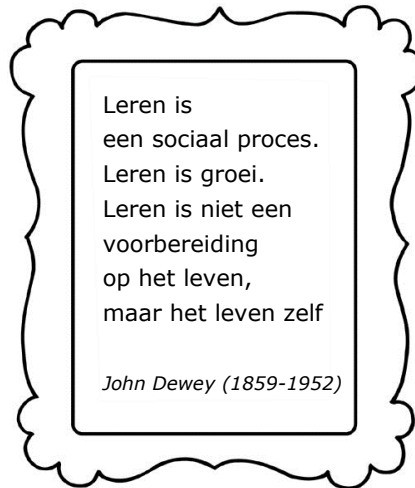 Leren is
een sociaal proces.
Leren is groei.
Leren is niet een
voorbereiding
op het leven,
maar het leven zelf
John Dewey (1859-1952)